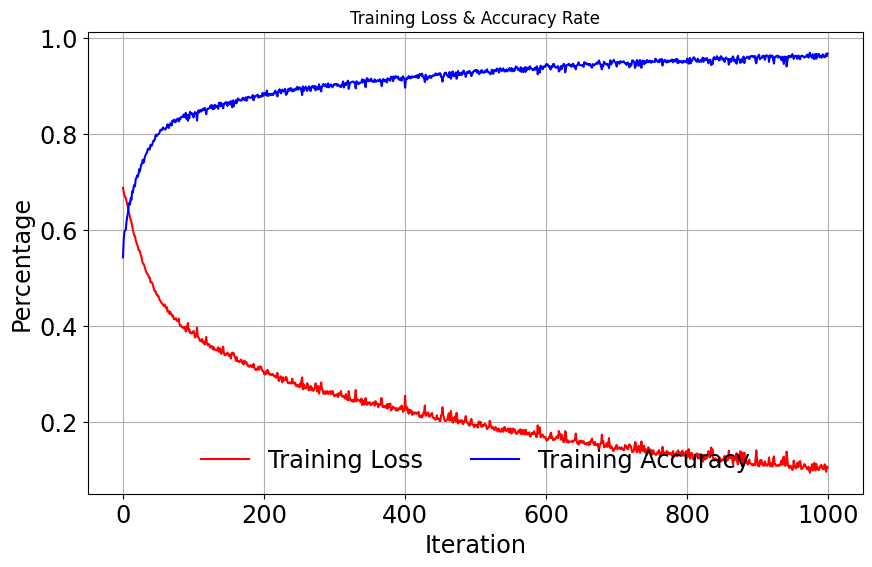 Training Loss & Accuracy Rate
1.0
0.8
0.6
0.4
0.2
Percentage
Training Loss
Training Accuracy
0 200 400 600 800 1000
Iteration